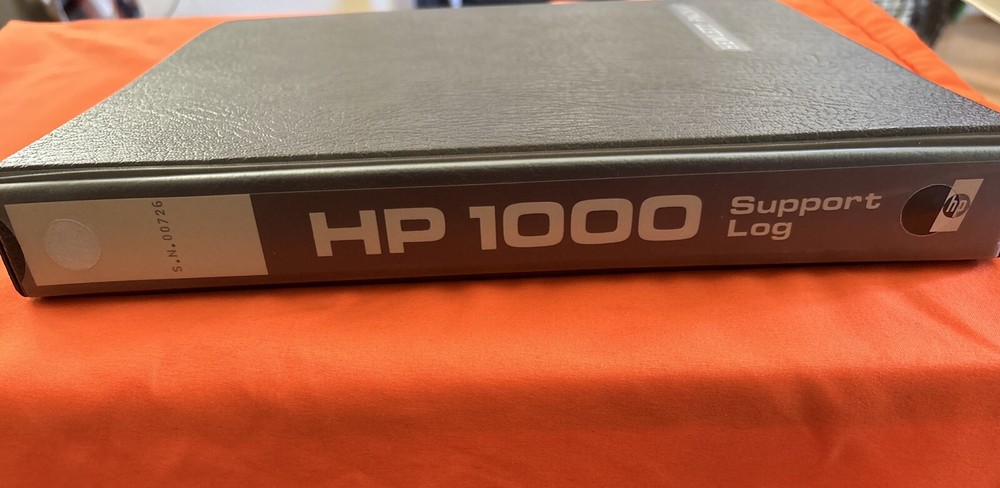 S.N.00726
HP 1000
Support
Log
hp